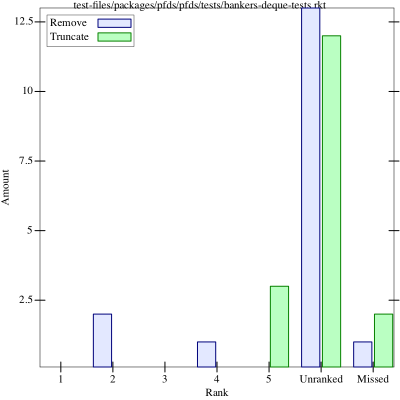 test-files/packages/pfds/pfds/tests/bankers-deque-tests.rkt
12.5
Remove
Truncate
10
7.5
5
2.5
Amount
1
2
3
4
5
Unranked
Missed
Rank